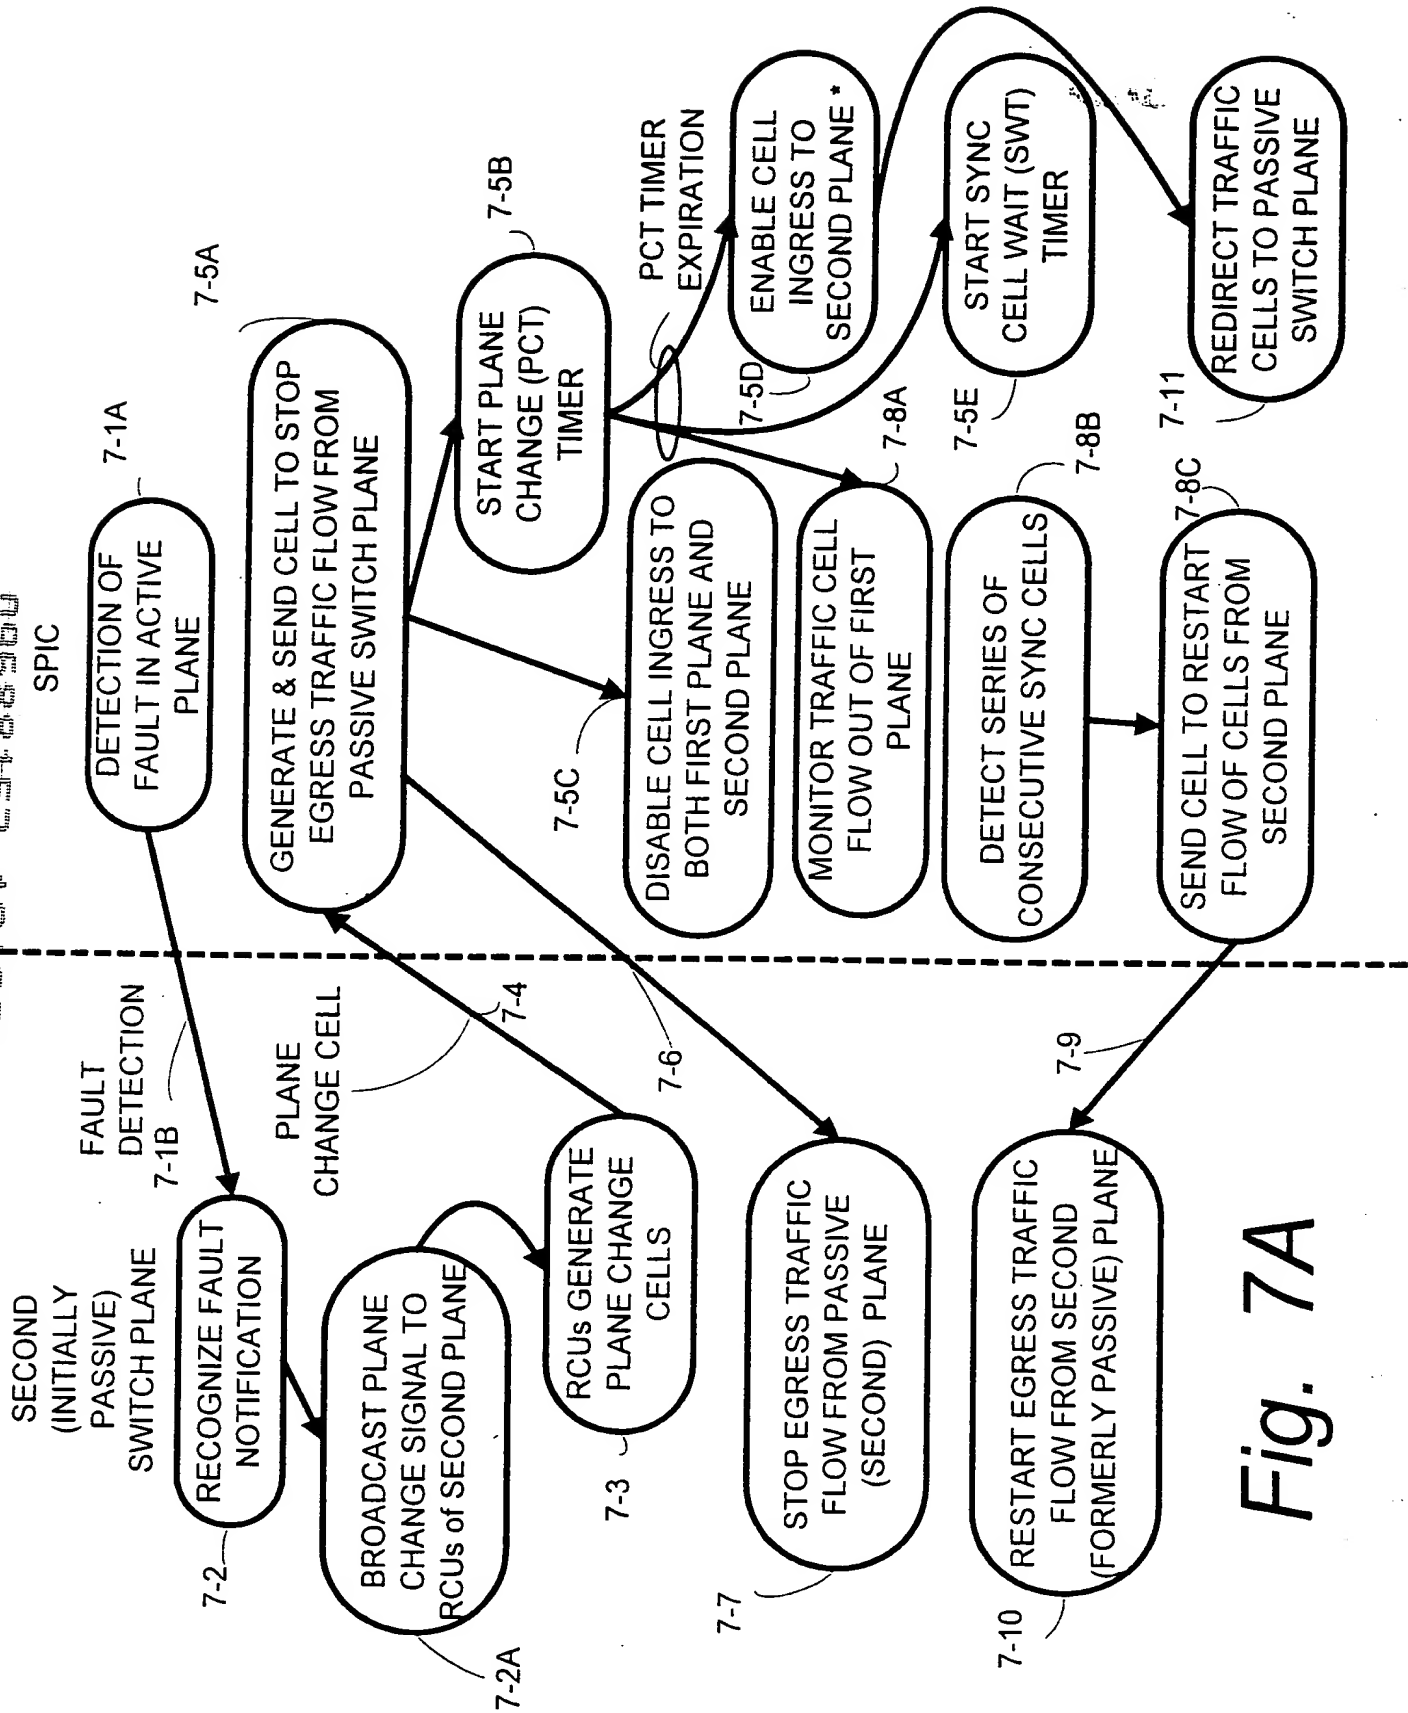 SPIC
SECOND
(INITIALLY
PASSIVE)
SWITCH PLANE
DETECTION OF
FAULT IN ACTIVE
PLANE
7-1A
FAULT
DETECTION
7-1B
RECOGNIZE FAULT
NOTIFICATION
7-2
BROADCAST PLANE
CHANGE SIGNAL TO
RCUs of SECOND PLANE
7-2A
RCUs GENERATE
PLANE CHANGE
CELLS
7-3
PLANE
CHANGE CELL
7-4
GENERATE & SEND CELL TO STOP
EGRESS TRAFFIC FLOW FROM
PASSIVE SWITCH PLANE
7-5A
START PLANE
CHANGE (PCT)
TIMER
7-5B
DISABLE CELL INGRESS TO
BOTH FIRST PLANE AND
SECOND PLANE
7-5C
PCT TIMER
EXPIRATION
ENABLE CELL
INGRESS TO
SECOND PLANE *
7-5D
START SYNC
CELL WAIT (SWT)
TIMER
7-5E
7-6
STOP EGRESS TRAFFIC
FLOW FROM PASSIVE
(SECOND) PLANE
7-7
MONITOR TRAFFIC CELL
FLOW OUT OF FIRST
PLANE
7-8A
DETECT SERIES OF
CONSECUTIVE SYNC CELLS
7-8B
SEND CELL TO RESTART
FLOW OF CELLS FROM
SECOND PLANE
7-8C
7-9
RESTART EGRESS TRAFFIC
FLOW FROM SECOND
(FORMERLY PASSIVE) PLANE
7-10
REDIRECT TRAFFIC
CELLS TO PASSIVE
SWITCH PLANE
7-11
Fig. 7A